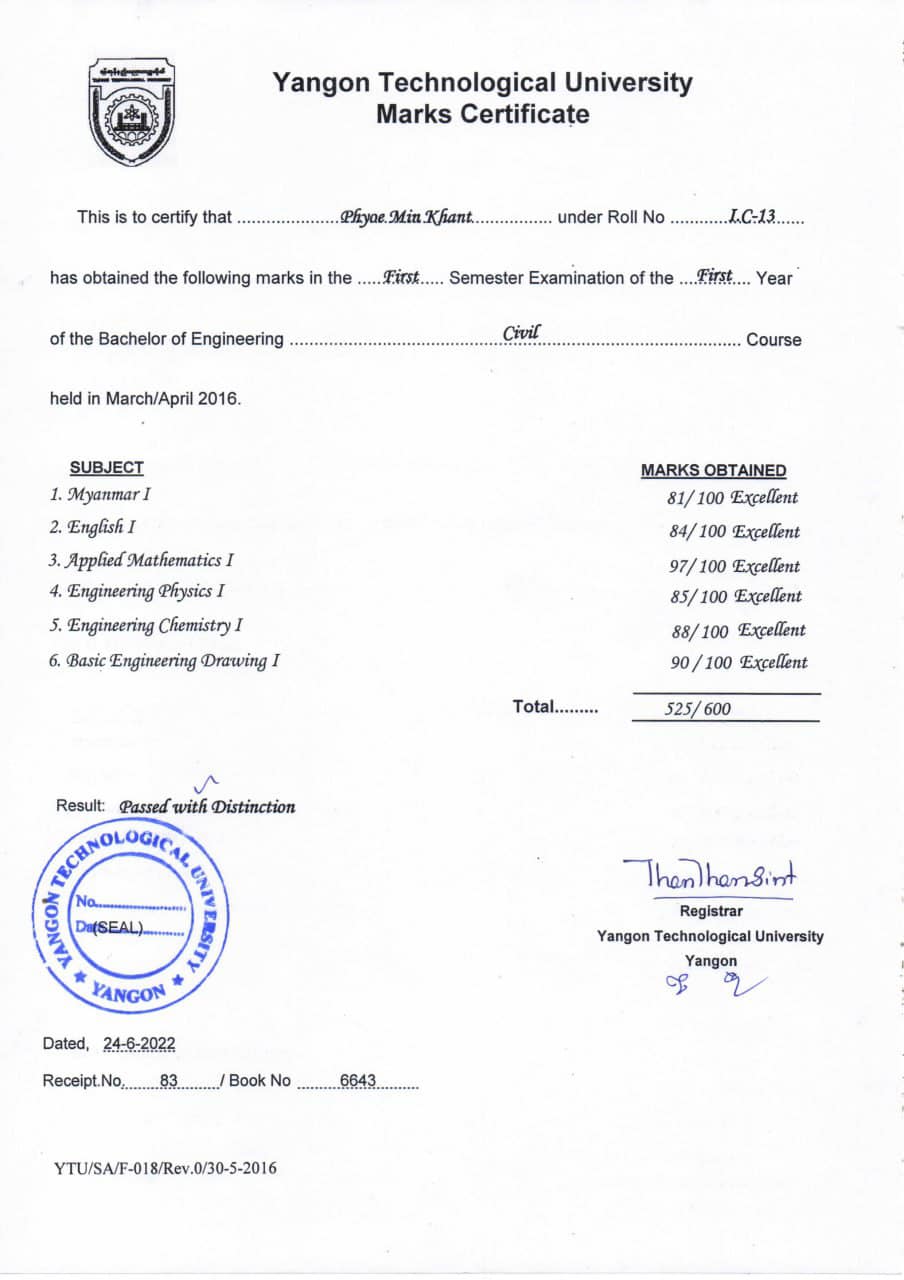 Yangon Technological University
Marks Certificate
This is to certify that ....................Phyoe Min Khant................ under Roll No ............I.C-13......
has obtained the following marks in the .....First..... Semester Examination of the ....First.... Year
of the Bachelor of Engineering ..........................................Civil........................................ Course
held in March/April 2016.
SUBJECT MARKS OBTAINED
1. Myanmar I 81/100 Excellent
2. English I 84/100 Excellent
3. Applied Mathematics I 97/100 Excellent
4. Engineering Physics I 85/100 Excellent
5. Engineering Chemistry I 88/100 Excellent
6. Basic Engineering Drawing I 90/100 Excellent
Total......... 525/600
Result: Passed with Distinction
YANGON TECHNOLOGICAL UNIVERSITY
No....................
(SEAL)..........
★ YANGON ★
ThanThanSint
Registrar
Yangon Technological University
Yangon
Dated, 24-6-2022
Receipt.No........83......../ Book No ........6643........
YTU/SA/F-018/Rev.0/30-5-2016